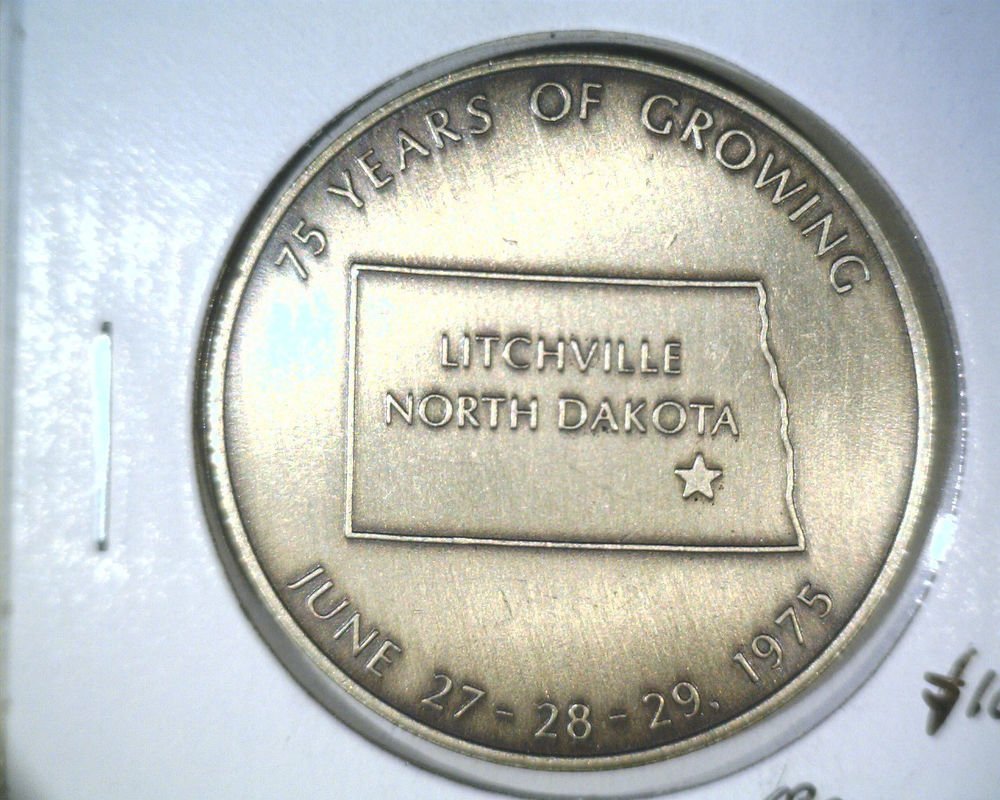 75 YEARS OF GROWING
LITCHVILLE
NORTH DAKOTA
JUNE 27-28-29, 1975